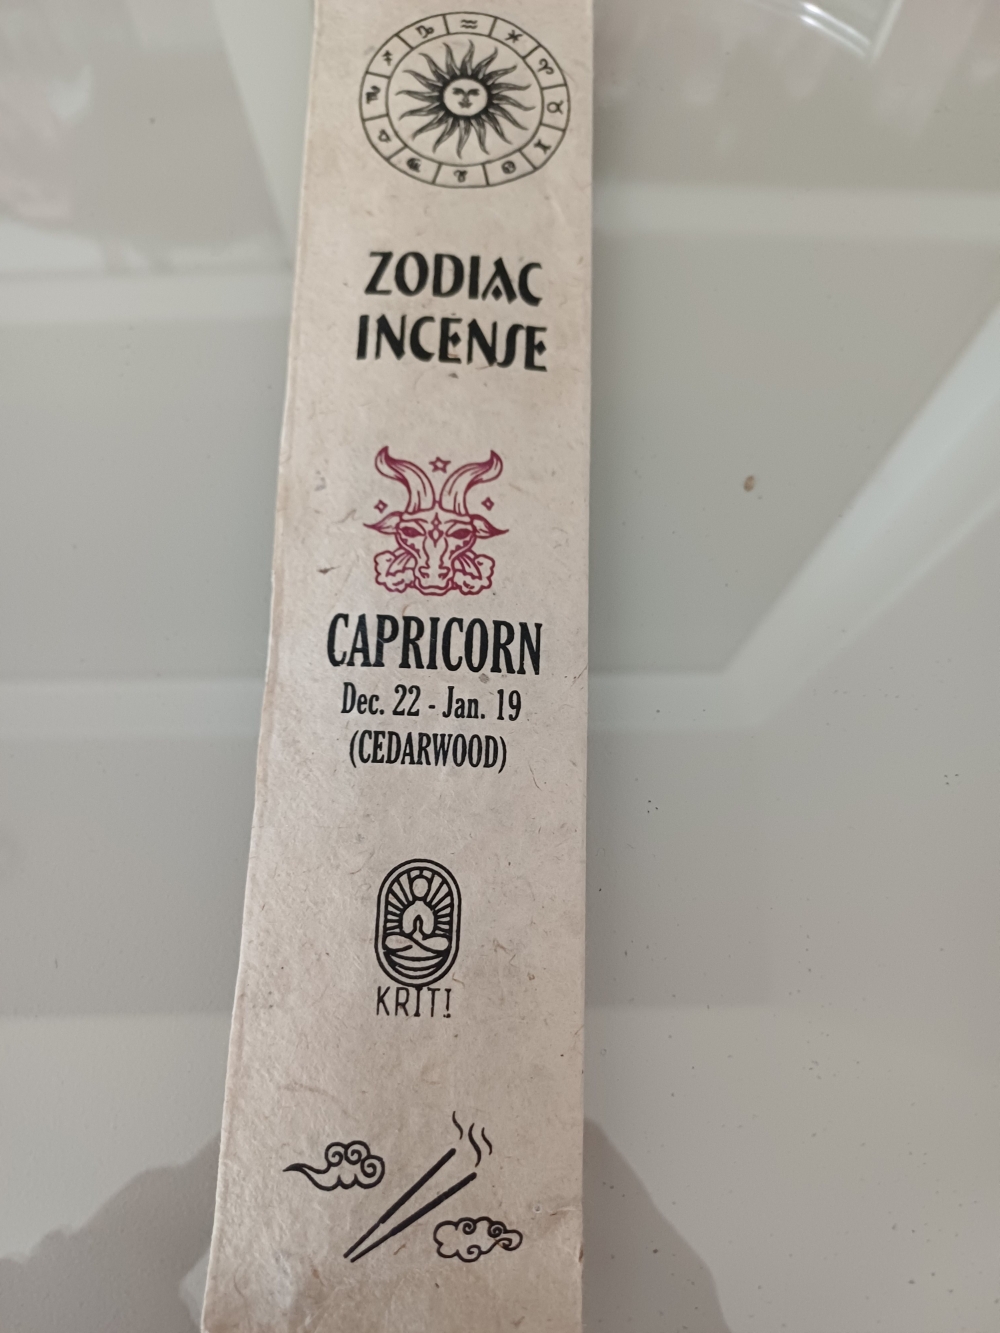 ZODIAC
INCENSE
CAPRICORN
Dec. 22 - Jan. 19
(CEDARWOOD)
KRITI